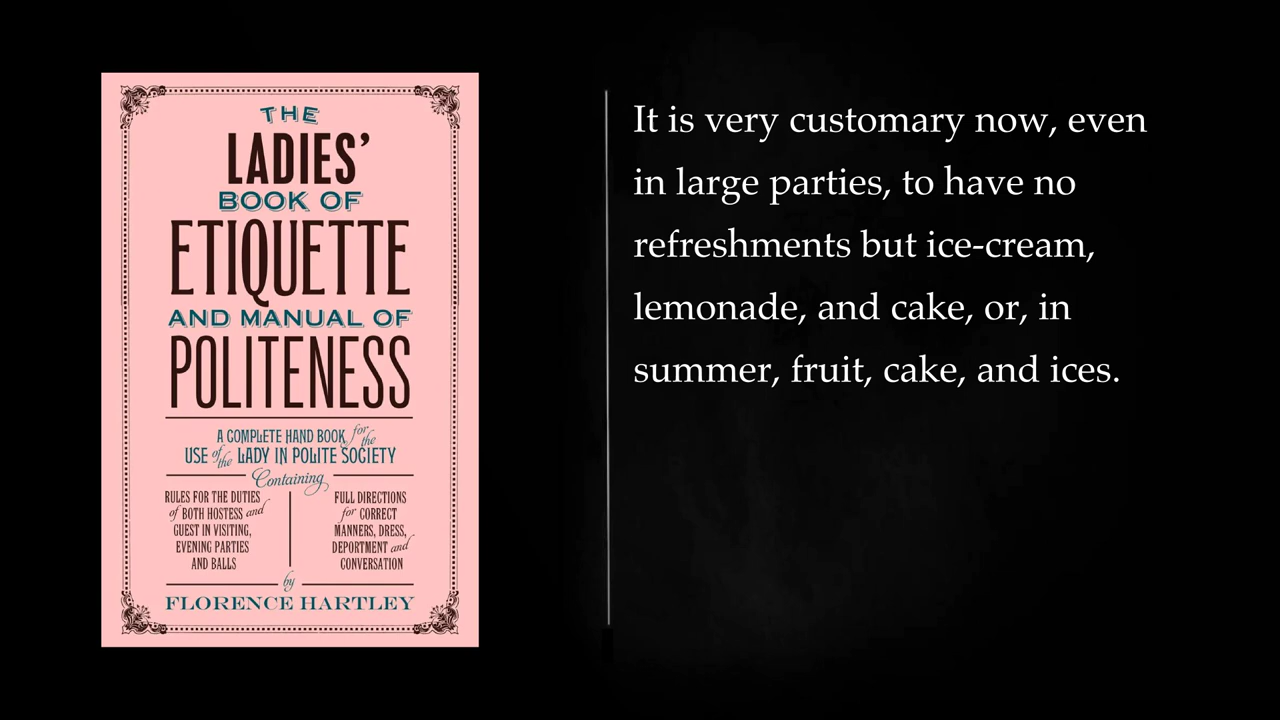 THE
LADIES'
BOOK OF
ETIQUETTE
AND MANUAL OF
POLITENESS
A COMPLETE HAND BOOK for the
USE of the LADY IN POLITE SOCIETY
Containing
RULES FOR THE DUTIES
of BOTH HOSTESS and
GUEST IN VISITING,
EVENING PARTIES
AND BALLS
FULL DIRECTIONS
for CORRECT
MANNERS, DRESS,
DEPORTMENT and
CONVERSATION
by
FLORENCE HARTLEY
It is very customary now, even
in large parties, to have no
refreshments but ice-cream,
lemonade, and cake, or, in
summer, fruit, cake, and ices.